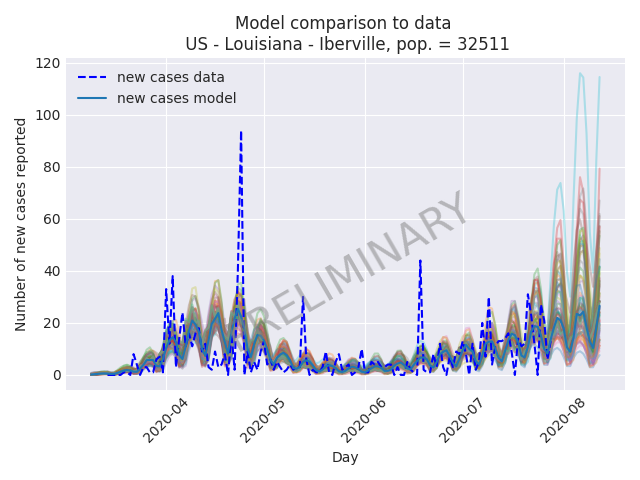 Model comparison to data
US - Louisiana - Iberville, pop. = 32511
120
100
80
60
40
20
0
Number of new cases reported
new cases data
new cases model
PRELIMINARY
2020-04
2020-05
2020-06
2020-07
2020-08
Day